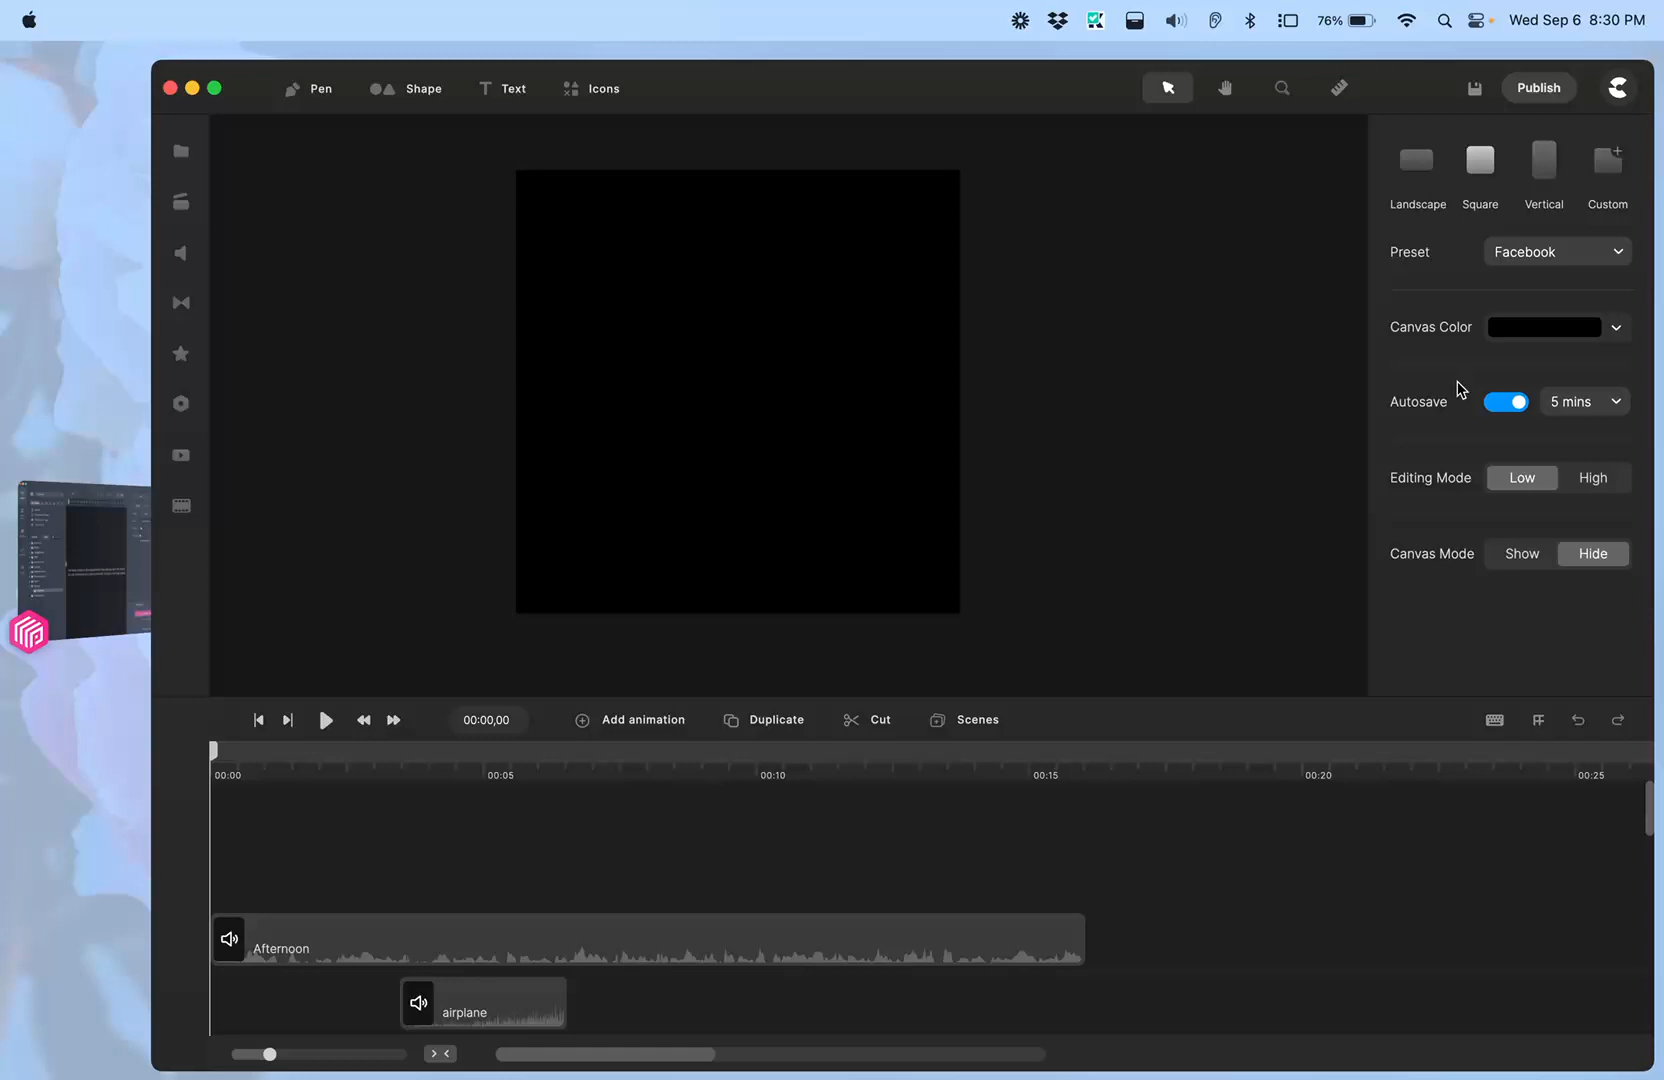 76% Wed Sep 6 8:30 PM
Pen Shape Text Icons Publish
Landscape Square Vertical Custom
Preset Facebook
Canvas Color
Autosave 5 mins
Editing Mode Low High
Canvas Mode Show Hide
00:00,00 Add animation Duplicate Cut Scenes
00:00 00:05 00:10 00:15 00:20 00:25
Afternoon
airplane